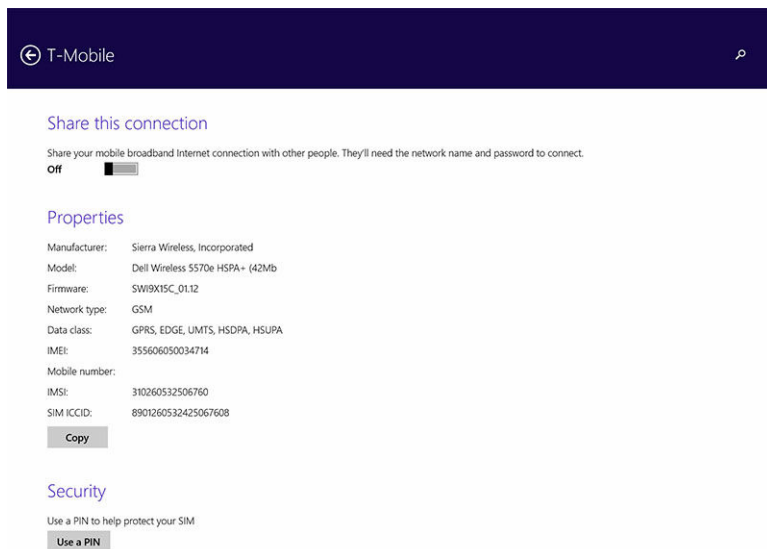 T-Mobile
Share this connection
Share your mobile broadband Internet connection with other people. They'll need the network name and password to connect.
Off
Properties
Manufacturer: Sierra Wireless, Incorporated
Model: Dell Wireless 5570e HSPA+ (42Mb
Firmware: SWI9X15C_01.12
Network type: GSM
Data class: GPRS, EDGE, UMTS, HSDPA, HSUPA
IMEI: 355606050034714
Mobile number:
IMSI: 310260532506760
SIM ICCID: 8901260532425067608
Copy
Security
Use a PIN to help protect your SIM
Use a PIN